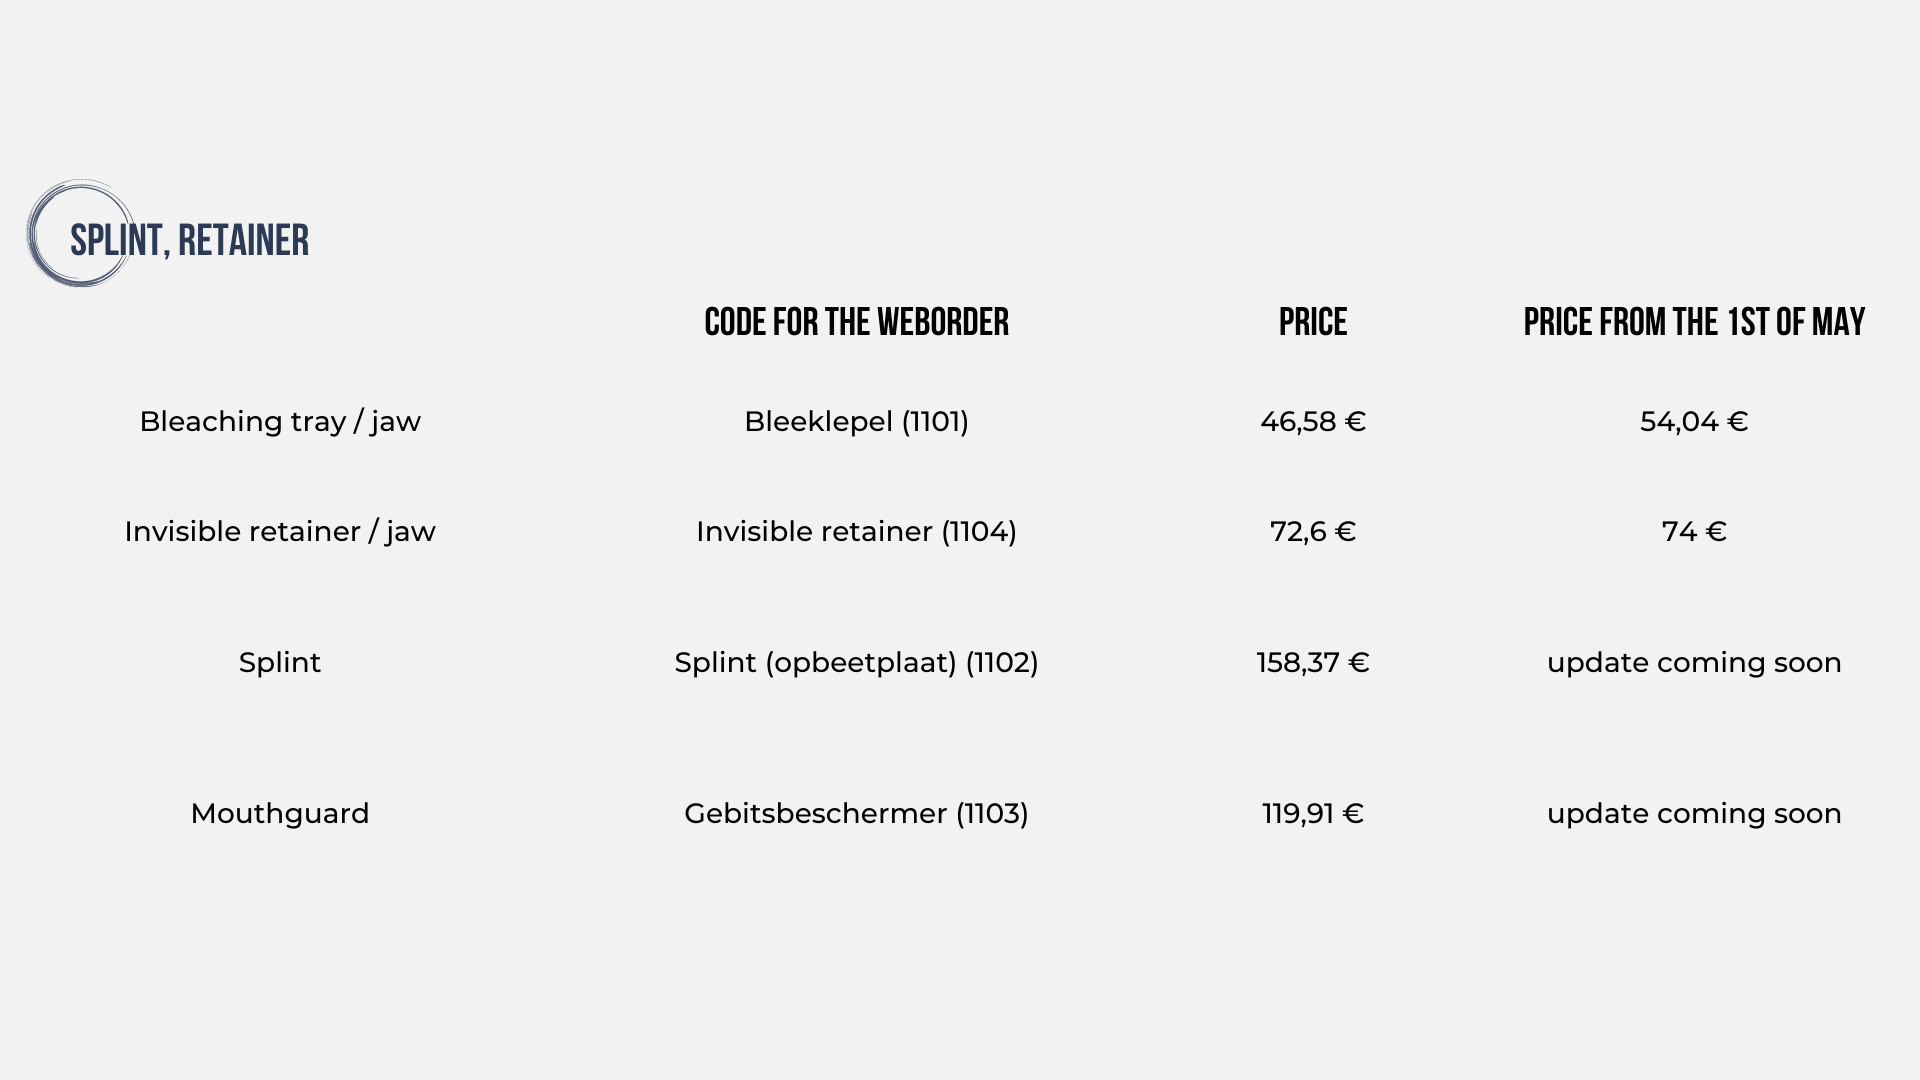 SPLINT, RETAINER
CODE FOR THE WEBORDER PRICE PRICE FROM THE 1ST OF MAY
Bleaching tray / jaw Bleeklepel (1101) 46,58 € 54,04 €
Invisible retainer / jaw Invisible retainer (1104) 72,6 € 74 €
Splint Splint (opbeetplaat) (1102) 158,37 € update coming soon
Mouthguard Gebitsbeschermer (1103) 119,91 € update coming soon